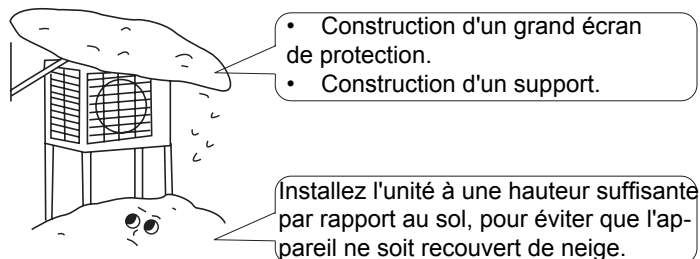 • Construction d'un grand écran
de protection.
• Construction d'un support.
Installez l'unité à une hauteur suffisante
par rapport au sol, pour éviter que l'ap-
pareil ne soit recouvert de neige.